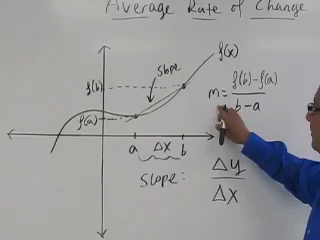 Average Rate of Change
f(x)
slope
f(b)
m = f(b)-f(a) / b-a
f(a)
a Δx b
slope: Δy / Δx